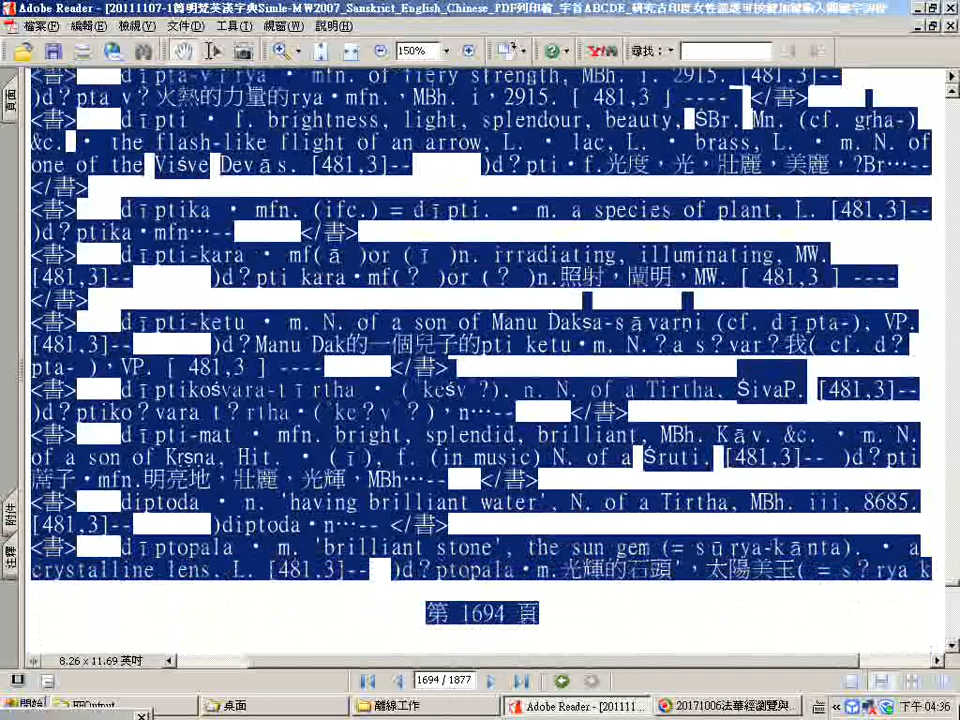 Adobe Reader - [20111107-1簡明梵英漢字典Simle-MW2007_Sanskrict_English_Chinese_PDF列印檔_字首ABCDE_研究古印度女性
檔案(F) 編輯(E) 檢視(V) 文件(D) 工具(T) 視窗(W) 說明(H)
150% 尋找:
頁面
附件
注釋
<書> dīpta-vīrya • mfn. of fiery strength, MBh. i. 2915. [481,3]--
)d?pta v?火熱的力量的rya•mfn.,MBh. i,2915. [ 481,3 ] ---- </書>
<書> dīpti • f. brightness, light, splendour, beauty, ŚBr. Mn. (cf. gṛha-)
&c. • the flash-like flight of an arrow, L. • lac, L. • brass, L. • m. N. of
one of the Viśve Devās. [481,3]-- )d?pti•f.光度,光,壯麗,美麗,?Br…--
</書>
<書> dīptika • mfn. (ifc.) = dīpti. • m. a species of plant, L. [481,3]--
)d?ptika•mfn…-- </書>
<書> dīpti-kara • mf(ā )or (ī )n. irradiating, illuminating, MW.
[481,3]-- )d?pti kara•mf(? )or (? )n.照射,闡明,MW. [ 481,3 ] ----
</書>
<書> dīpti-ketu • m. N. of a son of Manu Dakṣa-sāvarṇi (cf. dīpta-), VP.
[481,3]-- )d?Manu Dak的一個兒子的pti ketu•m. N.?a s?var?我( cf. d?
pta- ),VP. [ 481,3 ] ---- </書>
<書> dīptikośvara-tīrtha • ('keśv ?). n. N. of a Tirtha, ŚivaP. [481,3]--
)d?ptiko?vara t?rtha•('ke?v ?),n…-- </書>
<書> dīpti-mat • mfn. bright, splendid, brilliant, MBh. Kāv. &c. • m. N.
of a son of Kṛṣṇa, Hit. • (ī), f. (in music) N. of a Śruti. [481,3]-- )d?pti
蓆子•mfn.明亮地,壯麗,光輝,MBh…-- </書>
<書> diptoda • n. 'having brilliant water', N. of a Tirtha, MBh. iii, 8685.
[481,3]-- )diptoda•n…-- </書>
<書> dīptopala • m. 'brilliant stone', the sun gem (= sūrya-kānta). • a
crystalline lens, L. [481,3]-- )d?ptopala•m.光輝的石頭',太陽美玉( = s?rya k
第 1694 頁
8.26 x 11.69 英吋
1694 / 1877
開始 桌面 離線工作 Adobe Reader - [201111... 20171006法華經瀏覽與... 下午 04:36